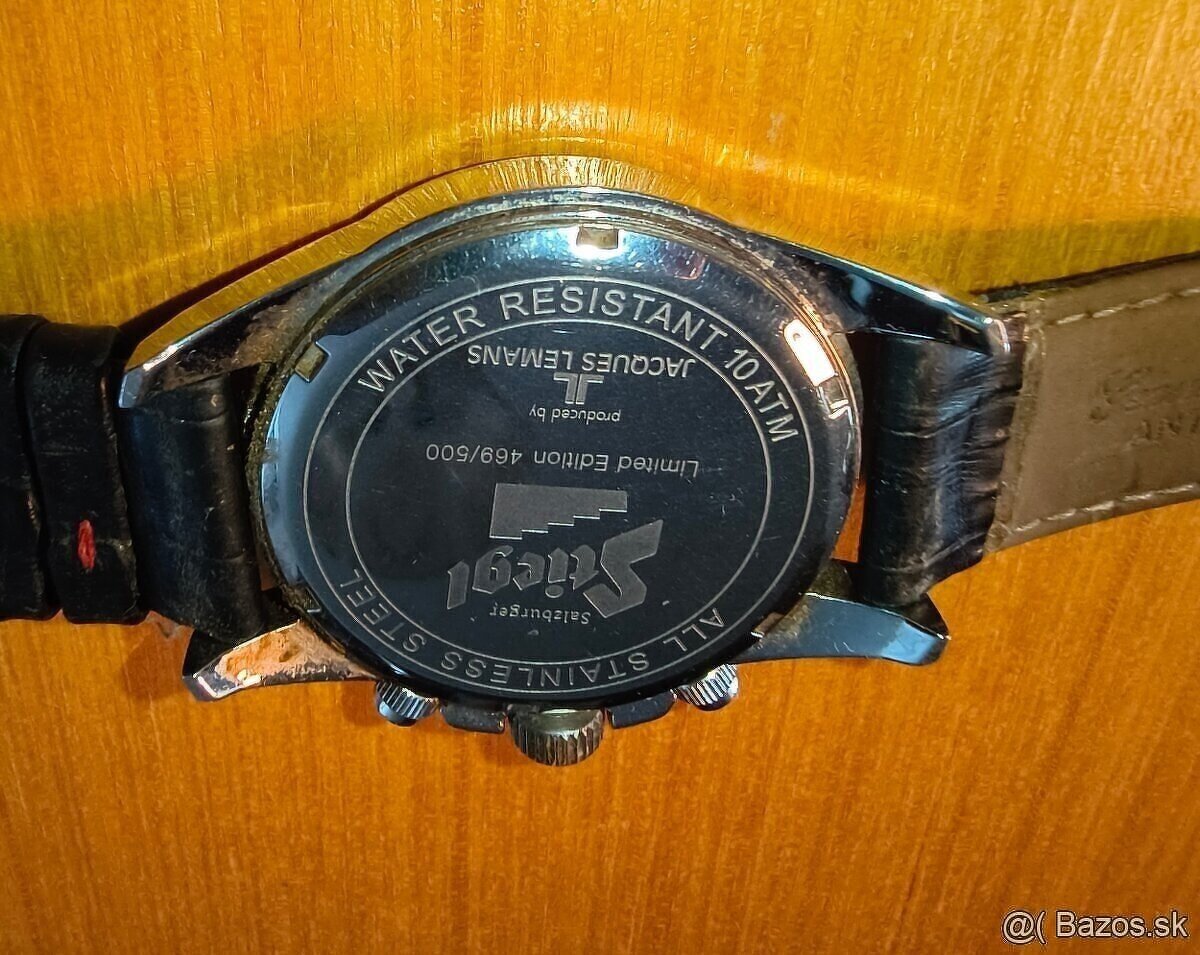 WATER RESISTANT 10 ATM
ALL STAINLESS STEEL
Salzburger
Stiegl
Limited Edition 469/500
produced by
JL
JACQUES LEMANS
@( Bazos.sk